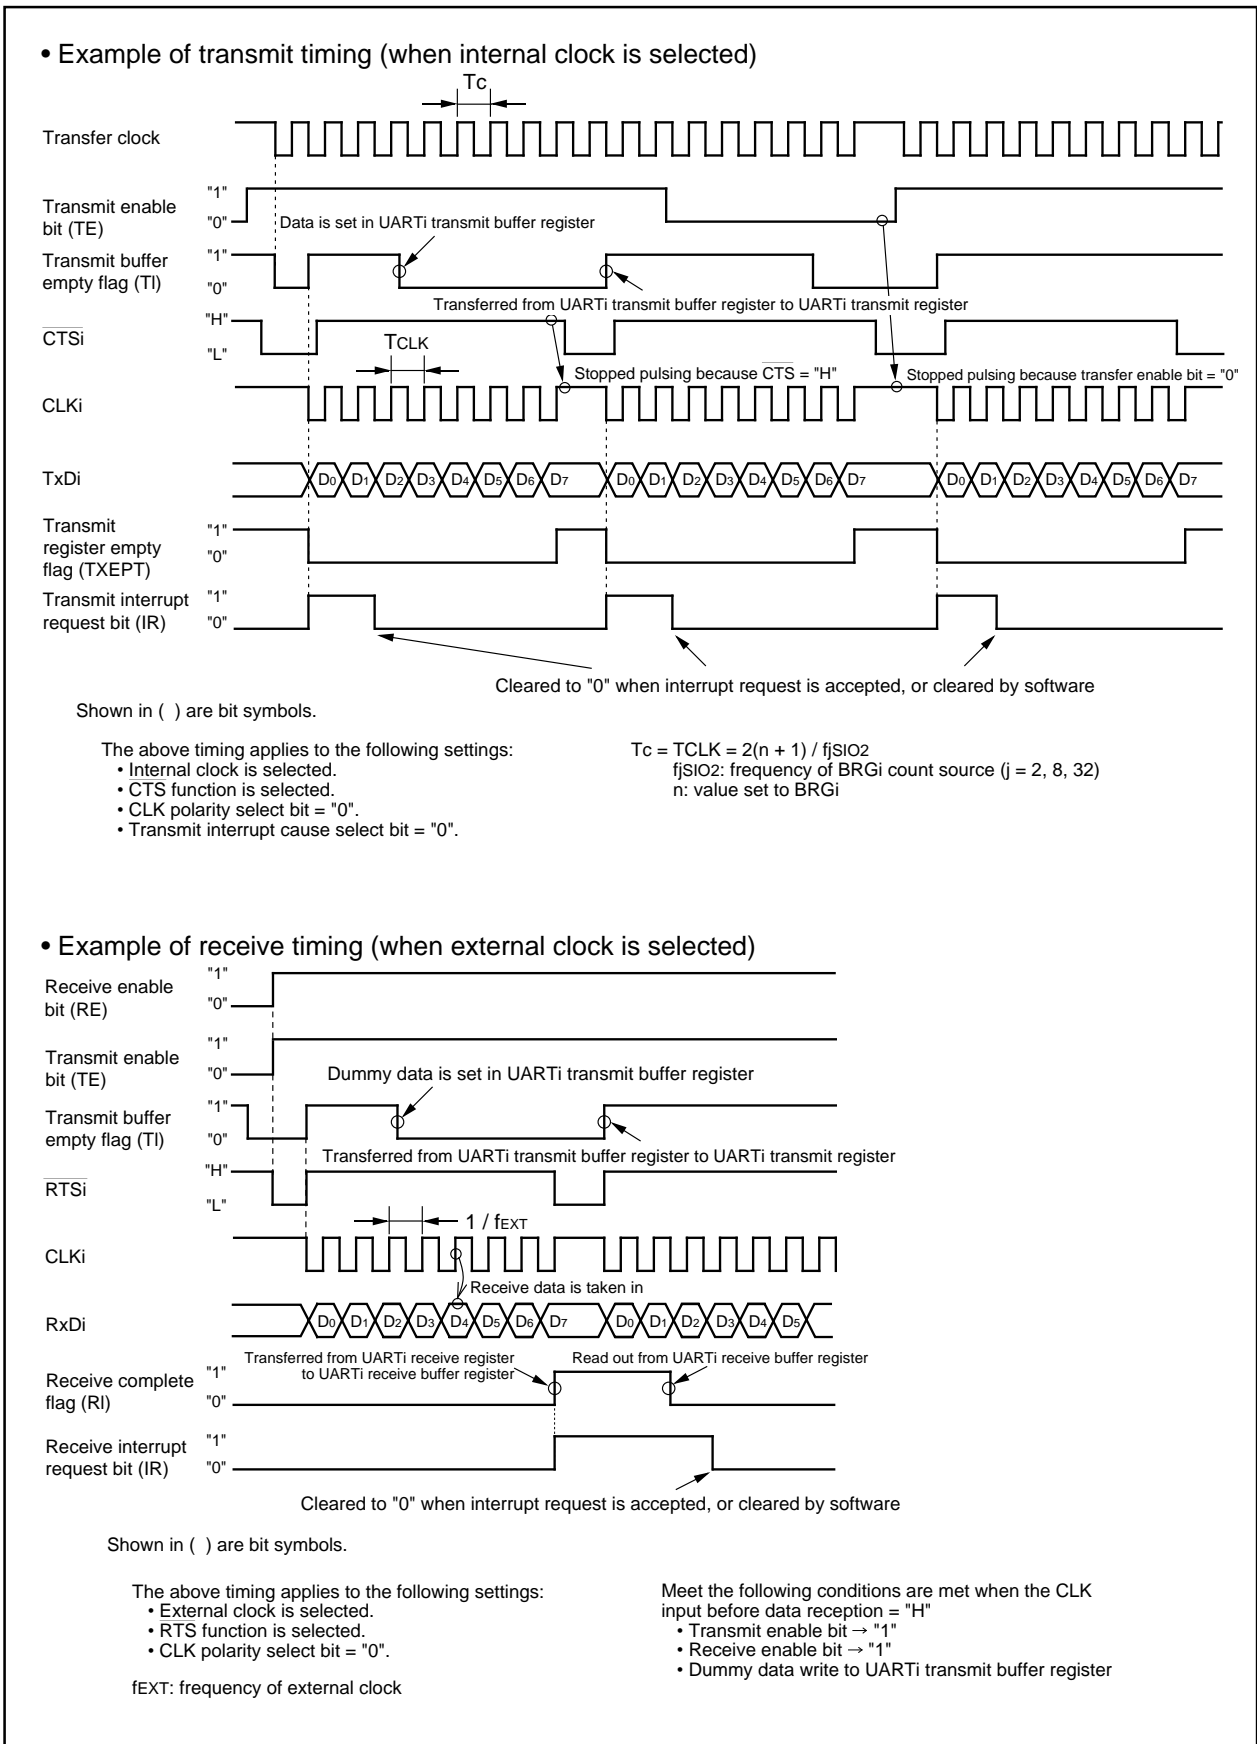 • Example of transmit timing (when internal clock is selected)
Tc
Transfer clock
"1"
Transmit enable
bit (TE)
"0"
Data is set in UARTi transmit buffer register
"1"
Transmit buffer
empty flag (Tl)
"0"
Transferred from UARTi transmit buffer register to UARTi transmit register
"H"
CTSi
"L"
TCLK
Stopped pulsing because CTS = "H"
Stopped pulsing because transfer enable bit = "0"
CLKi
TxDi
D0 D1 D2 D3 D4 D5 D6 D7 D0 D1 D2 D3 D4 D5 D6 D7 D0 D1 D2 D3 D4 D5 D6 D7
Transmit
register empty
flag (TXEPT)
"1"
"0"
Transmit interrupt
request bit (IR)
"1"
"0"
Cleared to "0" when interrupt request is accepted, or cleared by software
Shown in ( ) are bit symbols.
The above timing applies to the following settings:
• Internal clock is selected.
• CTS function is selected.
• CLK polarity select bit = "0".
• Transmit interrupt cause select bit = "0".
Tc = TCLK = 2(n + 1) / fjSIO2
fjSIO2: frequency of BRGi count source (j = 2, 8, 32)
n: value set to BRGi
• Example of receive timing (when external clock is selected)
"1"
Receive enable
bit (RE)
"0"
"1"
Transmit enable
bit (TE)
"0"
Dummy data is set in UARTi transmit buffer register
"1"
Transmit buffer
empty flag (Tl)
"0"
Transferred from UARTi transmit buffer register to UARTi transmit register
"H"
RTSi
"L"
1 / fEXT
CLKi
Receive data is taken in
RxDi
D0 D1 D2 D3 D4 D5 D6 D7 D0 D1 D2 D3 D4 D5
Transferred from UARTi receive register
to UARTi receive buffer register
Read out from UARTi receive buffer register
Receive complete
flag (Rl)
"1"
"0"
Receive interrupt
request bit (IR)
"1"
"0"
Cleared to "0" when interrupt request is accepted, or cleared by software
Shown in ( ) are bit symbols.
The above timing applies to the following settings:
• External clock is selected.
• RTS function is selected.
• CLK polarity select bit = "0".
fEXT: frequency of external clock
Meet the following conditions are met when the CLK
input before data reception = "H"
• Transmit enable bit → "1"
• Receive enable bit → "1"
• Dummy data write to UARTi transmit buffer register